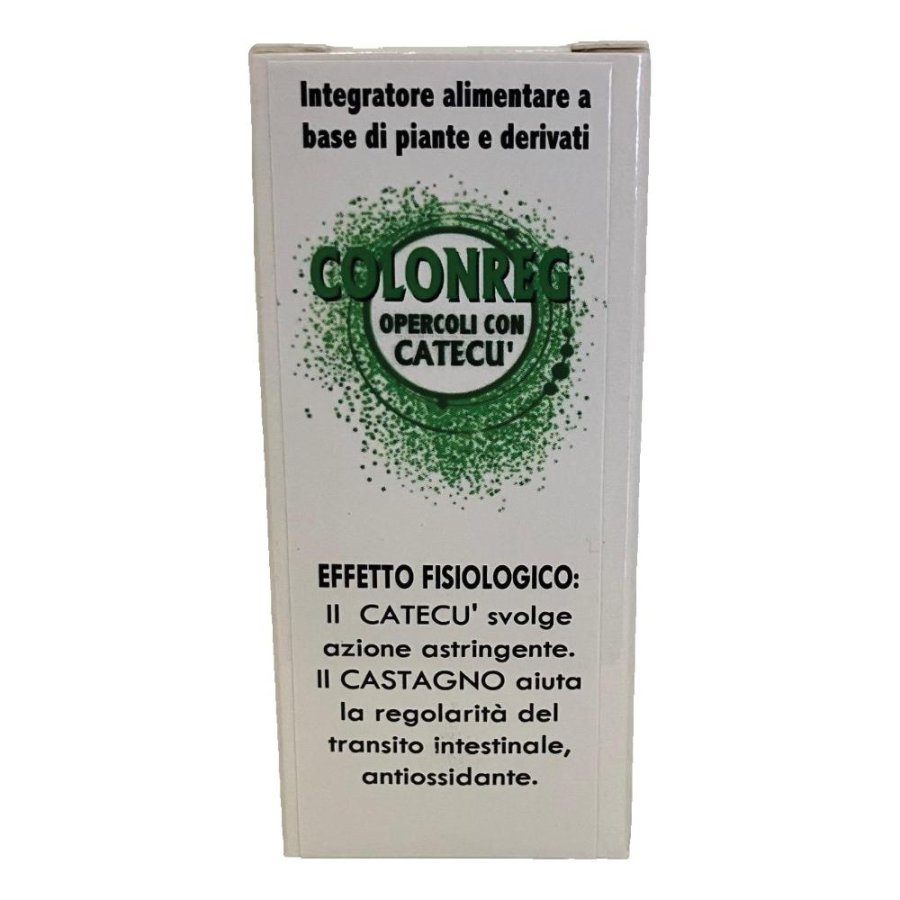 Integratore alimentare a
base di piante e derivati
COLONREG
OPERCOLI CON
CATECU'
EFFETTO FISIOLOGICO:
Il CATECU' svolge
azione astringente.
Il CASTAGNO aiuta
la regolarità del
transito intestinale,
antiossidante.